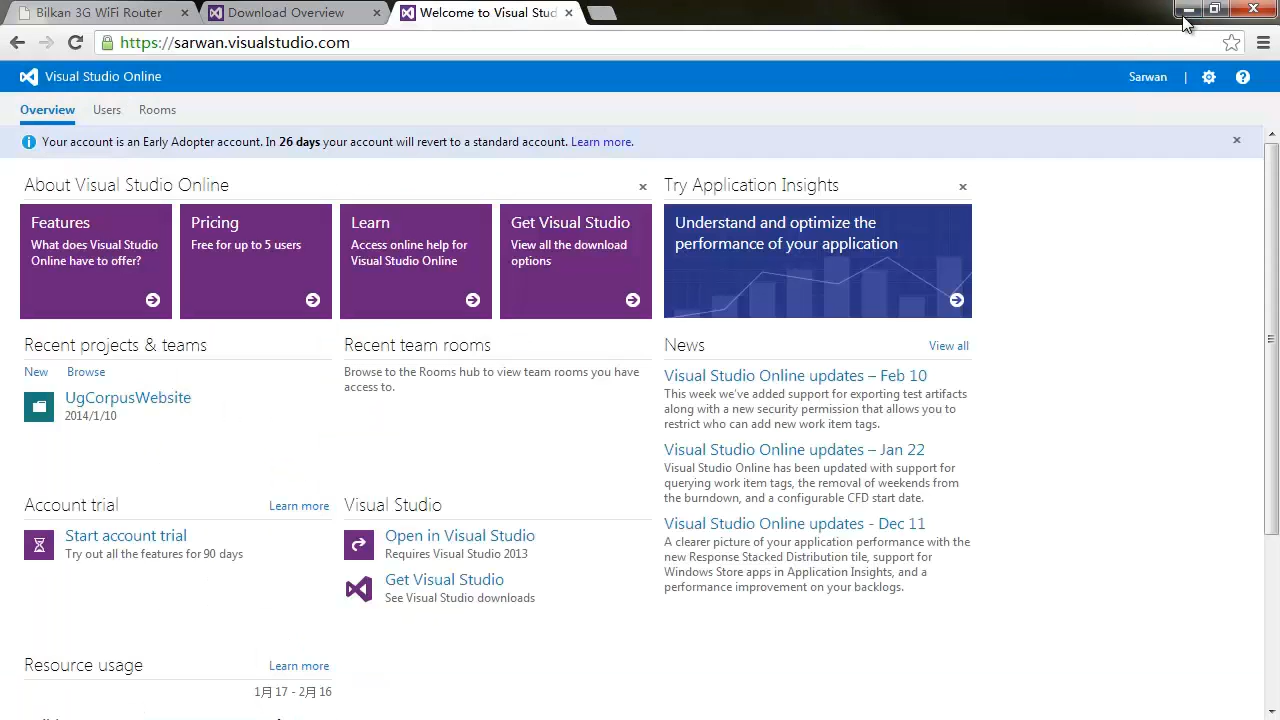 Bilkan 3G WiFi Router
Download Overview
Welcome to Visual Stud
https://sarwan.visualstudio.com
Visual Studio Online
Sarwan
Overview
Users
Rooms
Your account is an Early Adopter account. In 26 days your account will revert to a standard account. Learn more.
About Visual Studio Online
Features
What does Visual Studio
Online have to offer?
Pricing
Free for up to 5 users
Learn
Access online help for
Visual Studio Online
Get Visual Studio
View all the download
options
Try Application Insights
Understand and optimize the
performance of your application
Recent projects & teams
New
Browse
UgCorpusWebsite
2014/1/10
Recent team rooms
Browse to the Rooms hub to view team rooms you have
access to.
News
View all
Visual Studio Online updates – Feb 10
This week we've added support for exporting test artifacts
along with a new security permission that allows you to
restrict who can add new work item tags.
Visual Studio Online updates – Jan 22
Visual Studio Online has been updated with support for
querying work item tags, the removal of weekends from
the burndown, and a configurable CFD start date.
Visual Studio Online updates - Dec 11
A clearer picture of your application performance with the
new Response Stacked Distribution tile, support for
Windows Store apps in Application Insights, and a
performance improvement on your backlogs.
Account trial
Learn more
Start account trial
Try out all the features for 90 days
Visual Studio
Open in Visual Studio
Requires Visual Studio 2013
Get Visual Studio
See Visual Studio downloads
Resource usage
Learn more
1月 17 - 2月 16